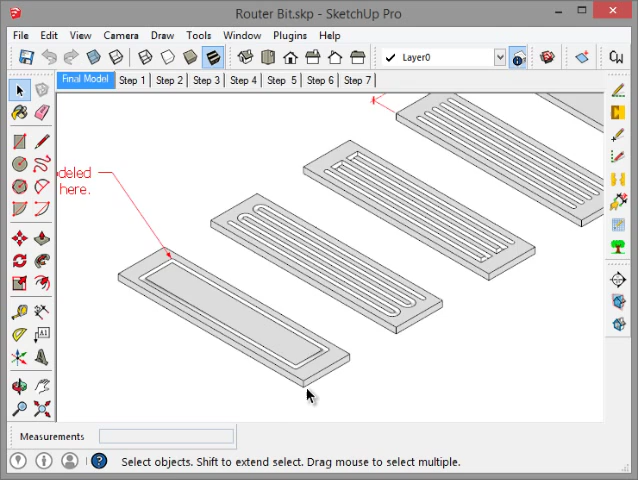 Router Bit.skp - SketchUp Pro
File Edit View Camera Draw Tools Window Plugins Help
Layer0
Final Model Step 1 Step 2 Step 3 Step 4 Step 5 Step 6 Step 7
deled
here.
A1
Measurements
Select objects. Shift to extend select. Drag mouse to select multiple.